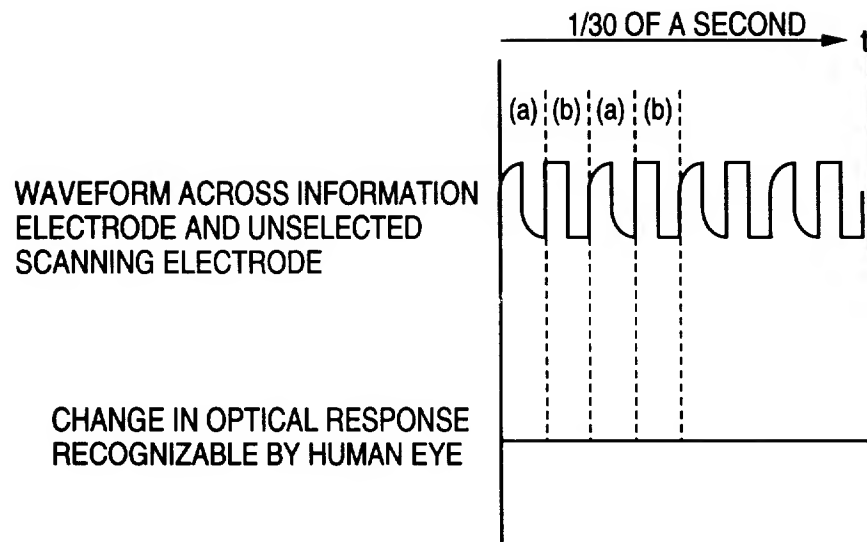 1/30 OF A SECOND
t
(a) (b) (a) (b)
WAVEFORM ACROSS INFORMATION
ELECTRODE AND UNSELECTED
SCANNING ELECTRODE
CHANGE IN OPTICAL RESPONSE
RECOGNIZABLE BY HUMAN EYE